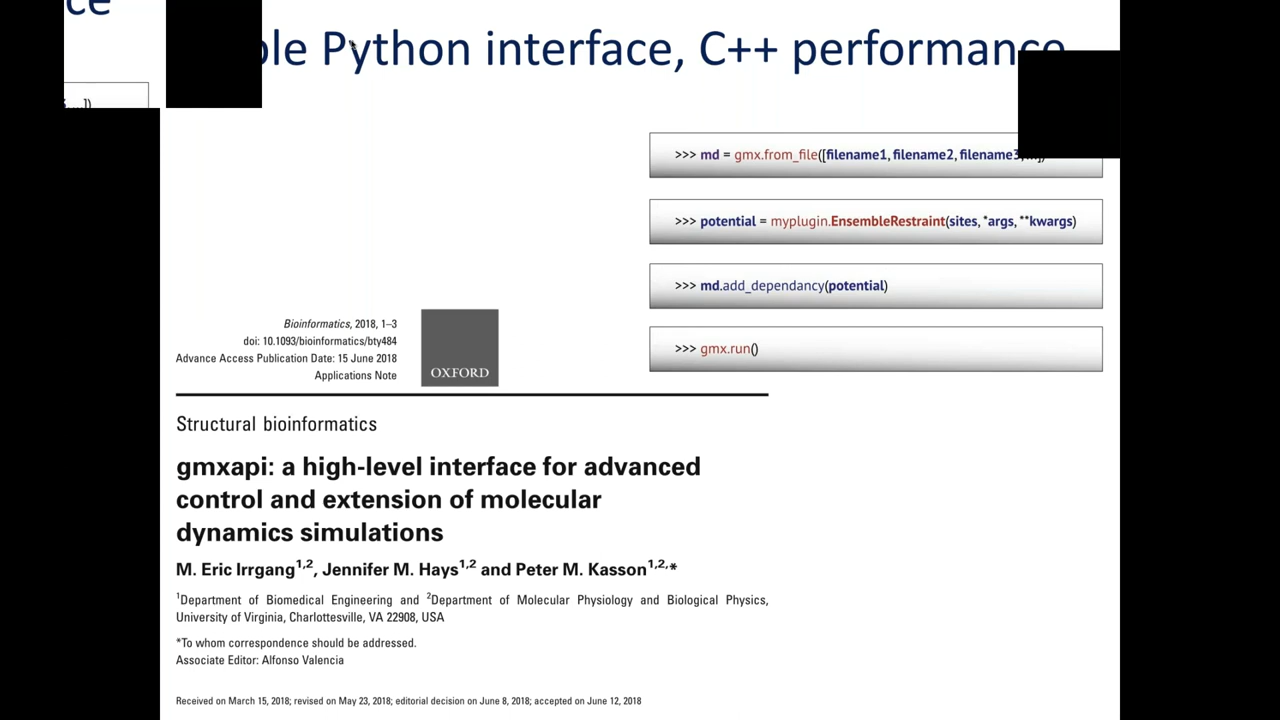 ce
ple Python interface, C++ performance
...])
>>> md = gmx.from_file([filename1, filename2, filename3,...])
>>> potential = myplugin.EnsembleRestraint(sites, *args, **kwargs)
>>> md.add_dependancy(potential)
>>> gmx.run()
Bioinformatics, 2018, 1–3
doi: 10.1093/bioinformatics/bty484
Advance Access Publication Date: 15 June 2018
Applications Note
OXFORD
Structural bioinformatics
gmxapi: a high-level interface for advanced
control and extension of molecular
dynamics simulations
M. Eric Irrgang1,2, Jennifer M. Hays1,2 and Peter M. Kasson1,2,*
1Department of Biomedical Engineering and 2Department of Molecular Physiology and Biological Physics,
University of Virginia, Charlottesville, VA 22908, USA
*To whom correspondence should be addressed.
Associate Editor: Alfonso Valencia
Received on March 15, 2018; revised on May 23, 2018; editorial decision on June 8, 2018; accepted on June 12, 2018